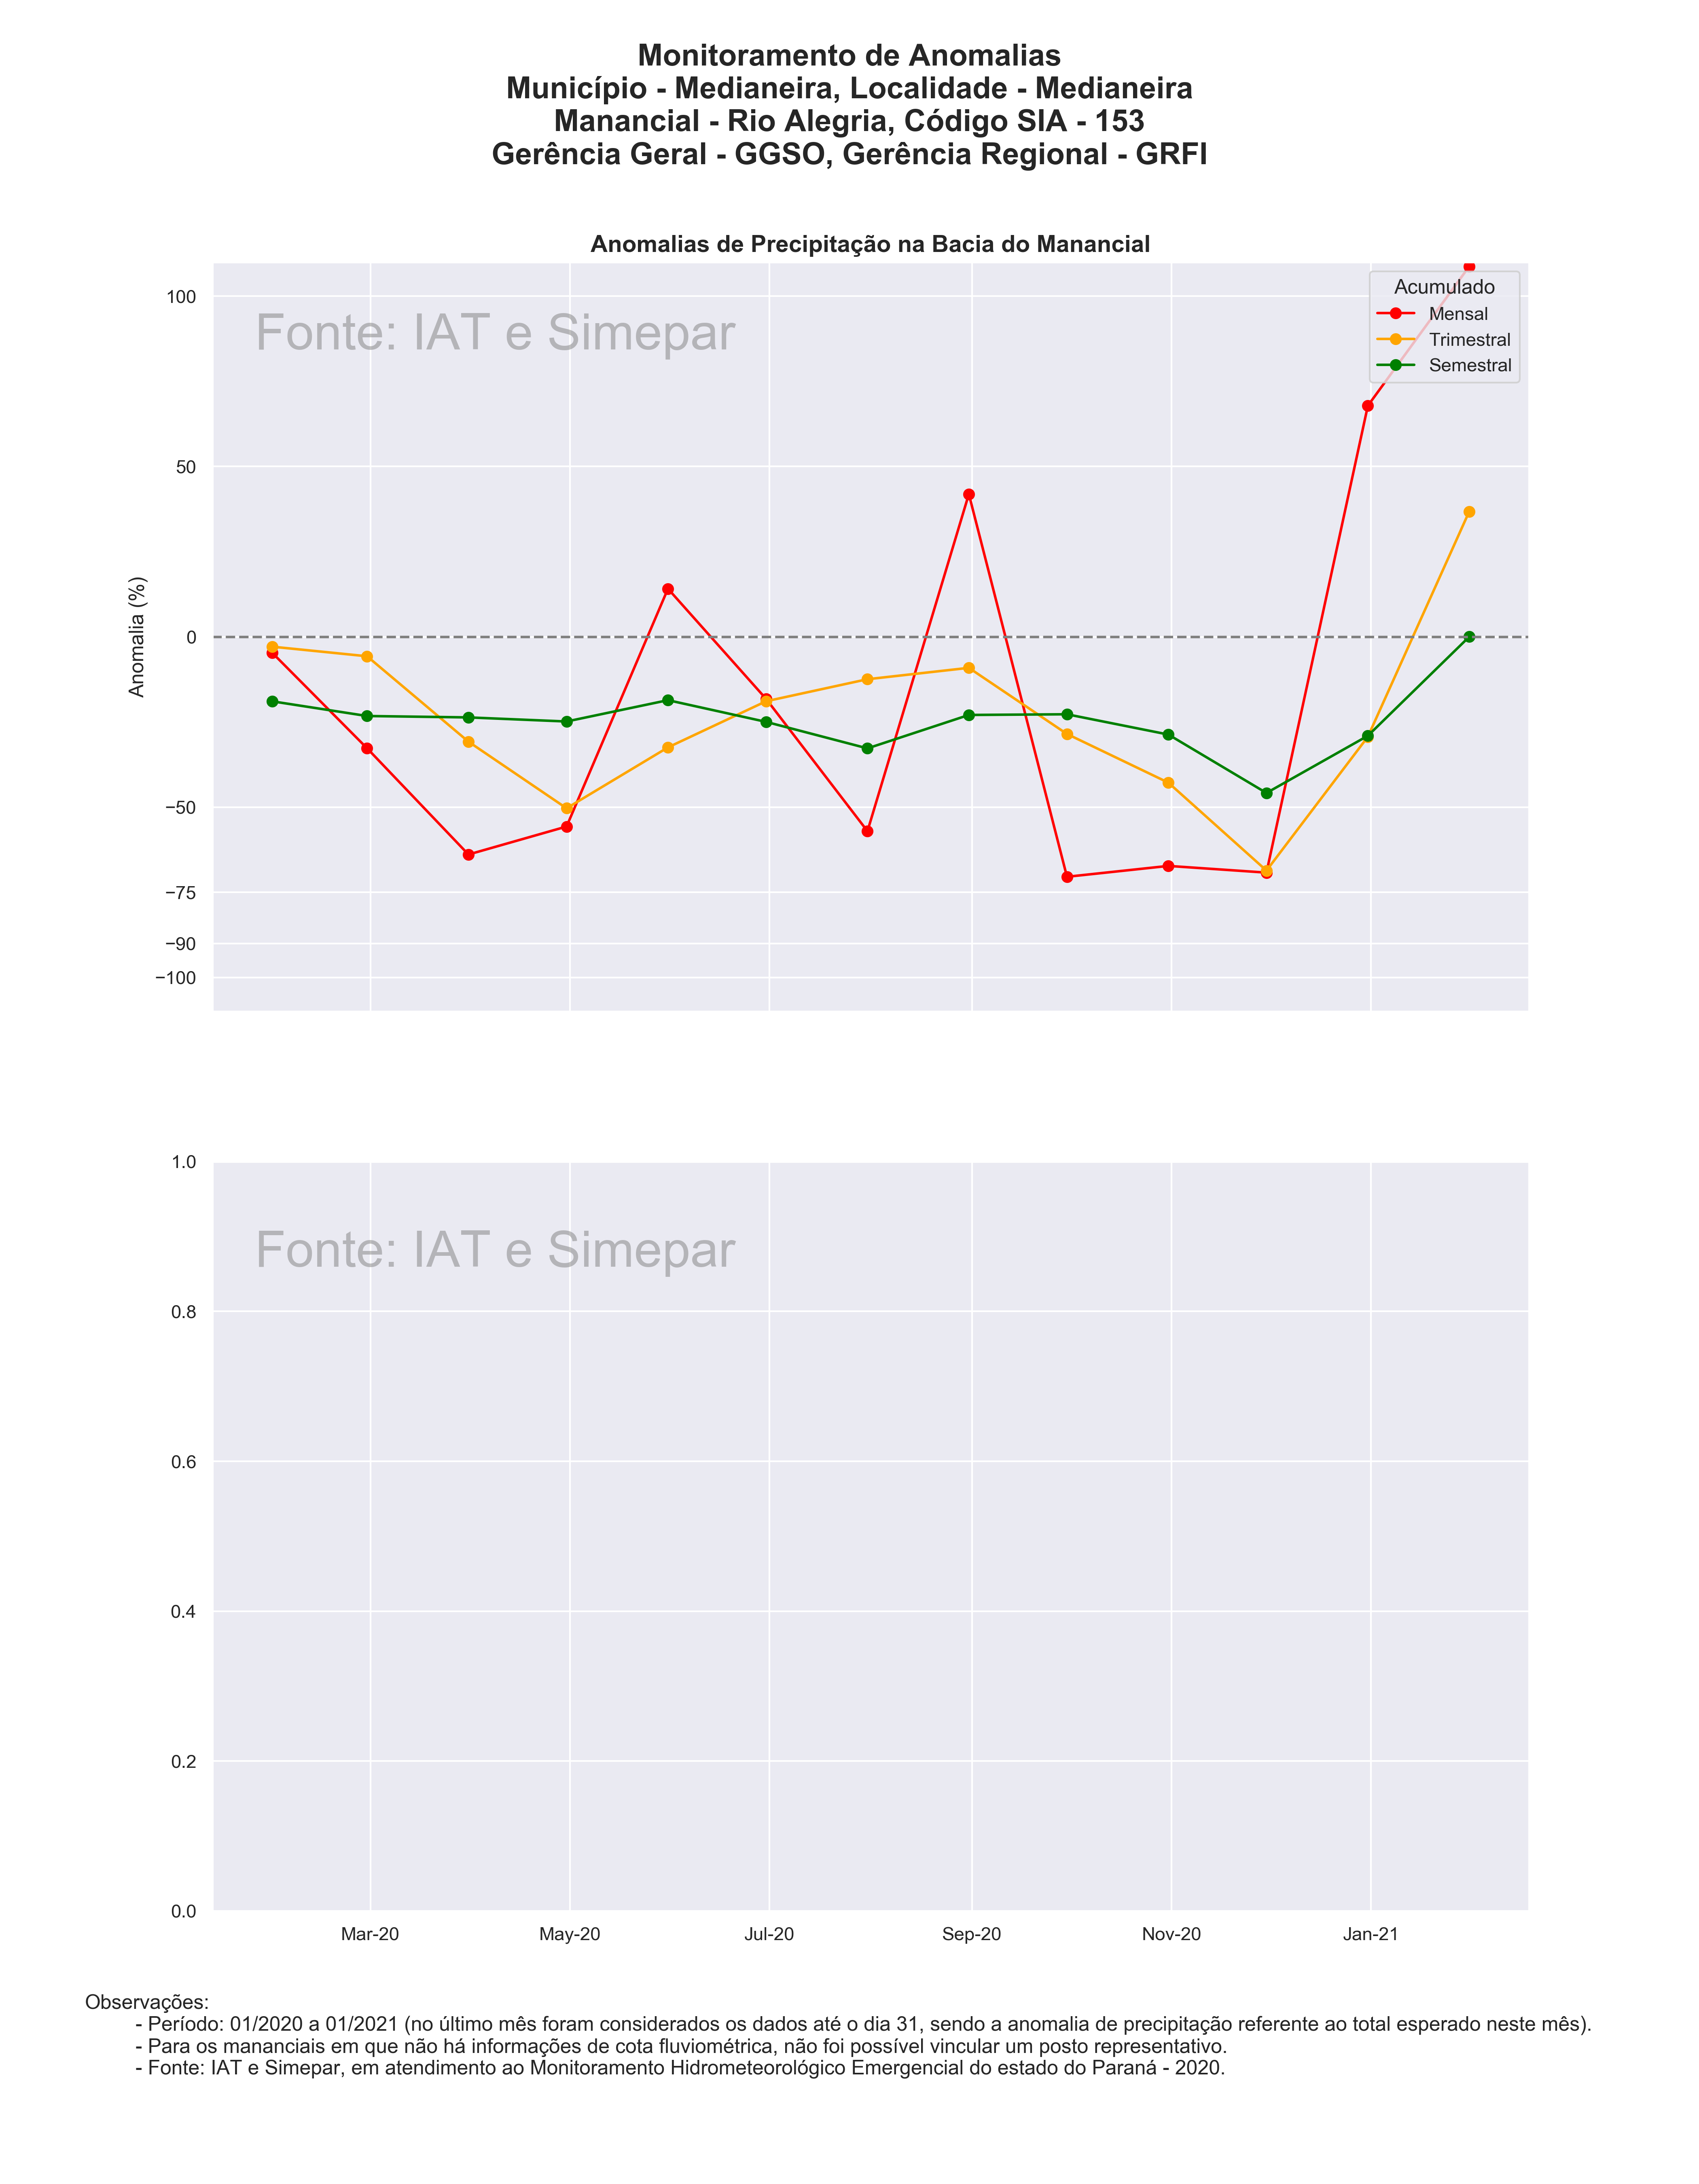 Monitoramento de Anomalias
Município - Medianeira, Localidade - Medianeira
Manancial - Rio Alegria, Código SIA - 153
Gerência Geral - GGSO, Gerência Regional - GRFI
Anomalias de Precipitação na Bacia do Manancial
Fonte: IAT e Simepar
Acumulado
Mensal
Trimestral
Semestral
Anomalia (%)
100
50
0
−50
−75
−90
−100
Fonte: IAT e Simepar
1.0
0.8
0.6
0.4
0.2
0.0
Mar-20 May-20 Jul-20 Sep-20 Nov-20 Jan-21
Observações:
- Período: 01/2020 a 01/2021 (no último mês foram considerados os dados até o dia 31, sendo a anomalia de precipitação referente ao total esperado neste mês).
- Para os mananciais em que não há informações de cota fluviométrica, não foi possível vincular um posto representativo.
- Fonte: IAT e Simepar, em atendimento ao Monitoramento Hidrometeorológico Emergencial do estado do Paraná - 2020.